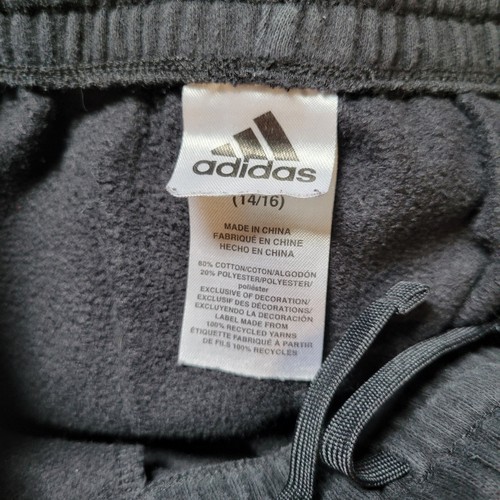 adidas
(14/16)
MADE IN CHINA
FABRIQUÉ EN CHINE
HECHO EN CHINA
80% COTTON/COTON/ALGODÓN
20% POLYESTER/POLYESTER/
poliéster
EXCLUSIVE OF DECORATION/
EXCLUSIF DES DÉCORATIONS/
EXCLUYENDO LA DECORACIÓN
LABEL MADE FROM
100% RECYCLED YARNS
ÉTIQUETTE FABRIQUÉ A PARTIR
DE FILS 100% RECYCLÉS